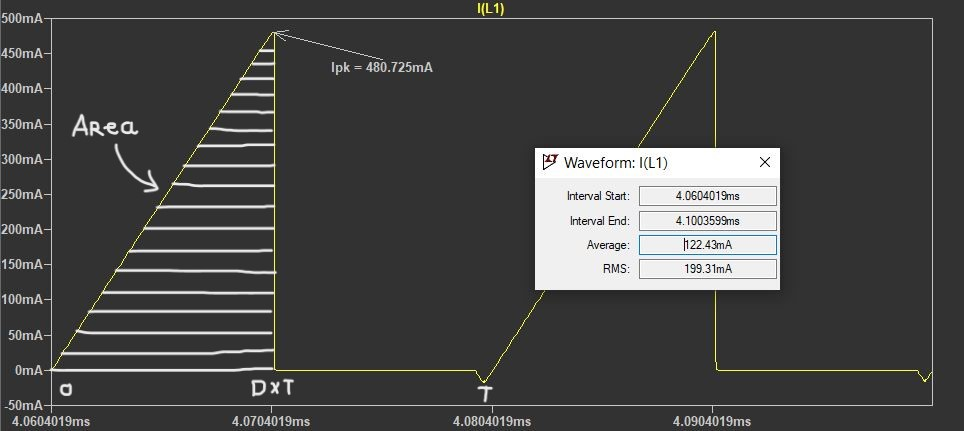 I(L1)
500mA
450mA
400mA
350mA
300mA
250mA
200mA
150mA
100mA
50mA
0mA
-50mA
Ipk = 480.725mA
Area
0
DxT
T
4.0604019ms
4.0704019ms
4.0804019ms
4.0904019ms
Waveform: I(L1)
Interval Start: 4.0604019ms
Interval End: 4.1003599ms
Average: 122.43mA
RMS: 199.31mA